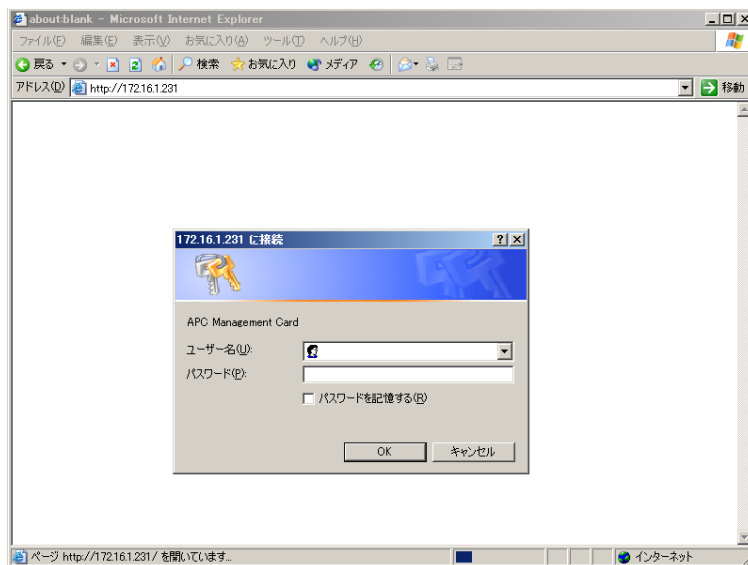 about:blank - Microsoft Internet Explorer
ファイル(F) 編集(E) 表示(V) お気に入り(A) ツール(T) ヘルプ(H)
戻る 検索 お気に入り メディア
アドレス(D) http://172.16.1.231 移動
172.16.1.231 に接続
APC Management Card
ユーザー名(U):
パスワード(P):
パスワードを記憶する(R)
OK キャンセル
ページ http://172.16.1.231/ を開いています... インターネット